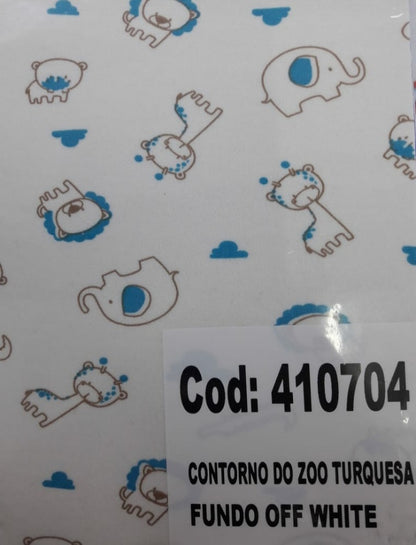 Cod: 410704
CONTORNO DO ZOO TURQUESA
FUNDO OFF WHITE